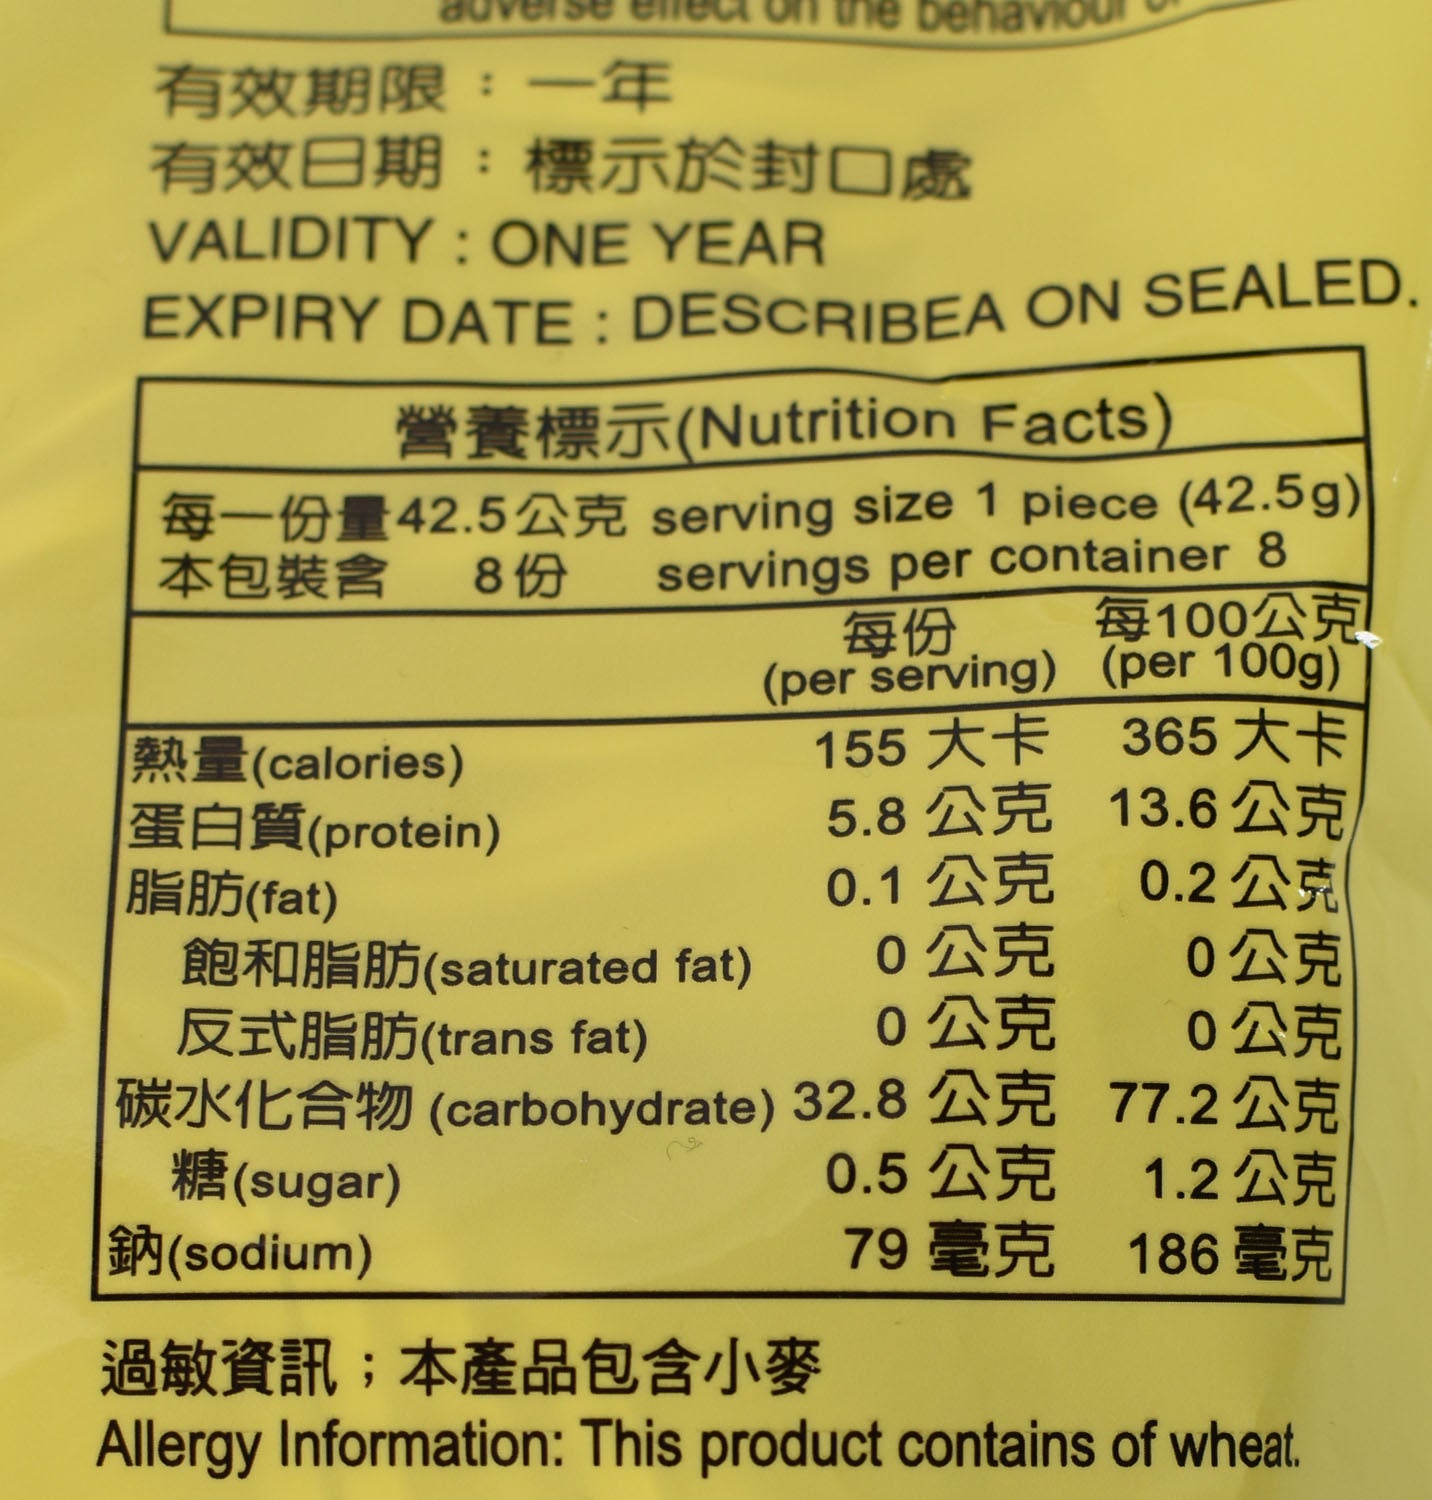 adverse effect on the behaviour
有效期限：一年
有效日期：標示於封口處
VALIDITY : ONE YEAR
EXPIRY DATE : DESCRIBEA ON SEALED.
營養標示(Nutrition Facts)
每一份量42.5公克 serving size 1 piece (42.5g)
本包裝含 8份 servings per container 8
每份 每100公克
(per serving) (per 100g)
熱量(calories) 155 大卡 365 大卡
蛋白質(protein) 5.8 公克 13.6 公克
脂肪(fat) 0.1 公克 0.2 公克
飽和脂肪(saturated fat) 0 公克 0 公克
反式脂肪(trans fat) 0 公克 0 公克
碳水化合物 (carbohydrate) 32.8 公克 77.2 公克
糖(sugar) 0.5 公克 1.2 公克
鈉(sodium) 79 毫克 186 毫克
過敏資訊；本產品包含小麥
Allergy Information: This product contains of wheat.